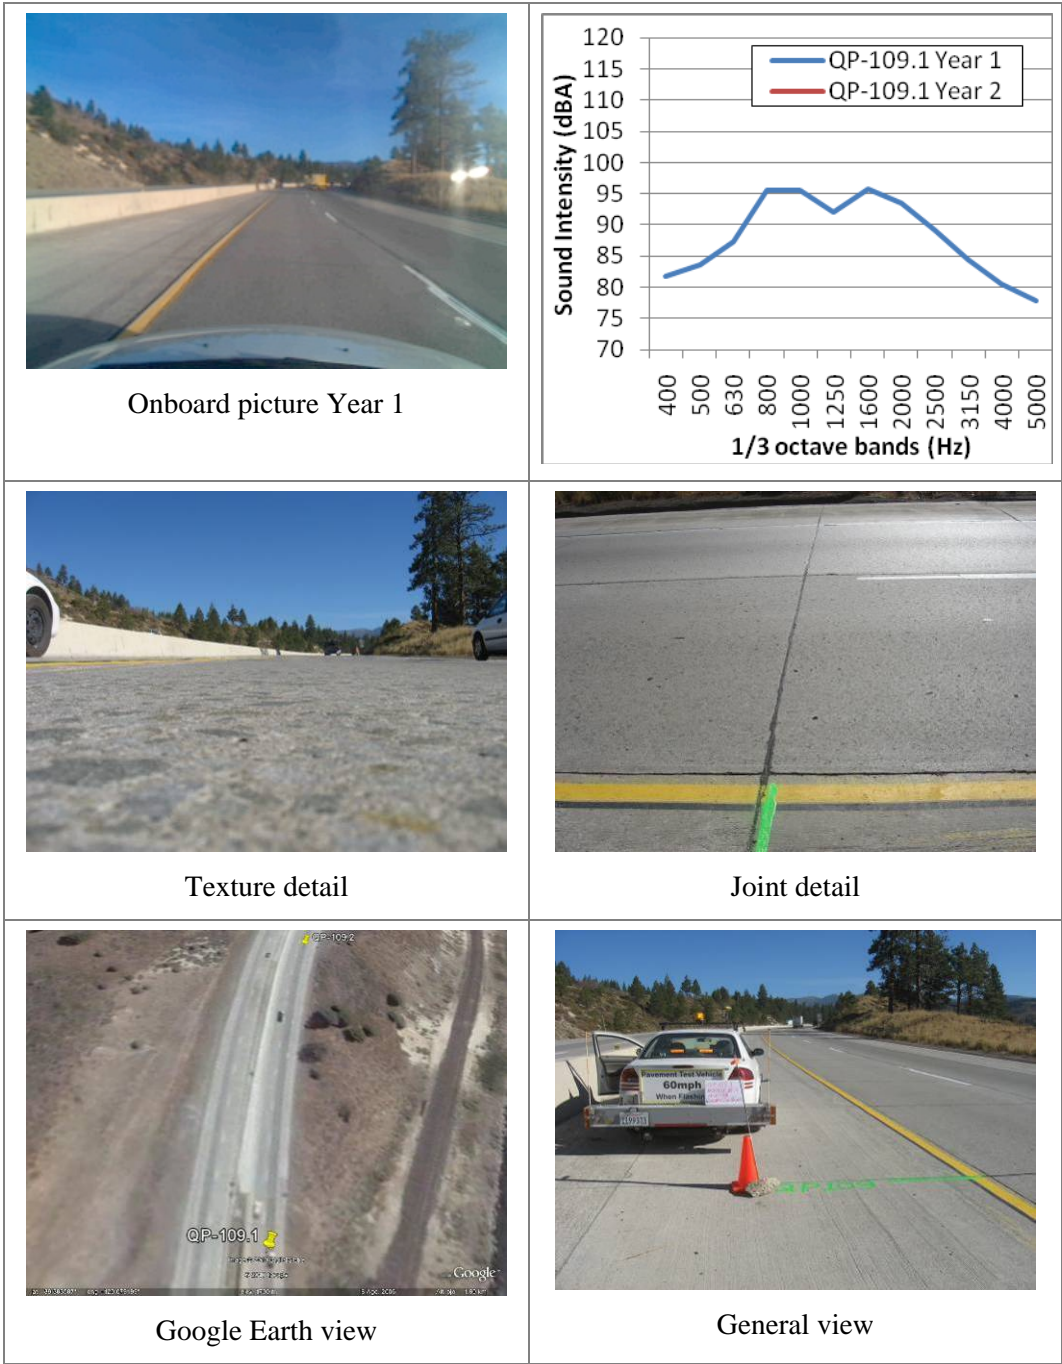 120
115
110
105
100
95
90
85
80
75
70
Sound Intensity (dBA)
QP-109.1 Year 1
QP-109.1 Year 2
400
500
630
800
1000
1250
1600
2000
2500
3150
4000
5000
1/3 octave bands (Hz)
Onboard picture Year 1
Texture detail
Joint detail
QP-109.2
QP-109.1
Google
Google Earth view
Pavement Test Vehicle
60mph
When Flashing
General view